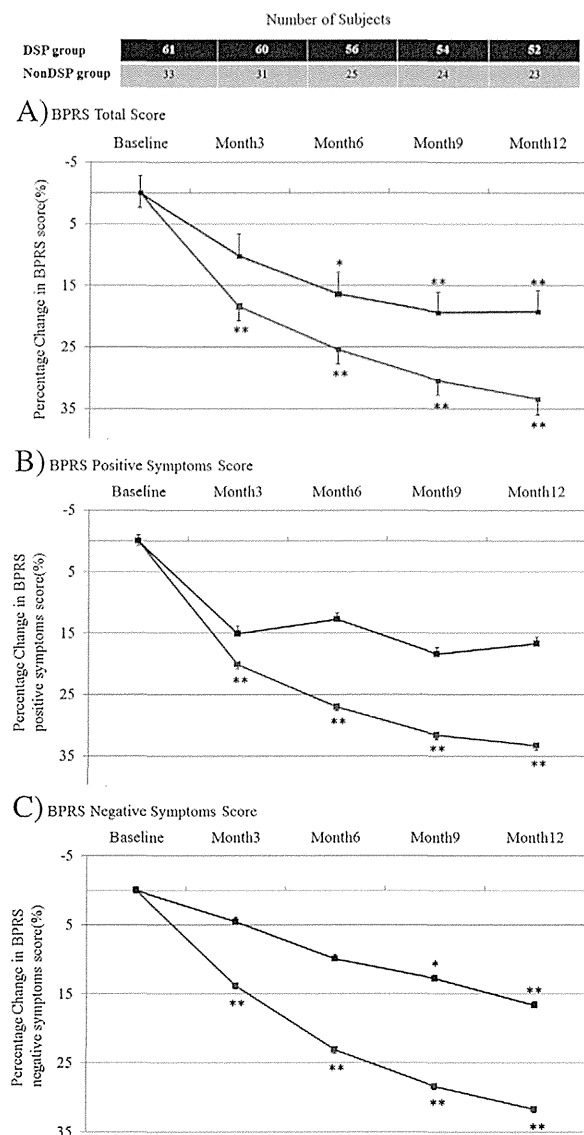 Number of Subjects
DSP group 61 60 56 54 52
NonDSP group 33 31 25 24 23
A) BPRS Total Score
Baseline Month3 Month6 Month9 Month12
Percentage Change in BPRS score(%)
-5
5
15
25
35
* ** **
** ** ** **
B) BPRS Positive Symptoms Score
Baseline Month3 Month6 Month9 Month12
Percentage Change in BPRS
positive symptoms score(%)
-5
5
15
25
35
** ** ** **
C) BPRS Negative Symptoms Score
Baseline Month3 Month6 Month9 Month12
Percentage Change in BPRS
negative symptoms score(%)
-5
5
15
25
35
* **
** ** ** **